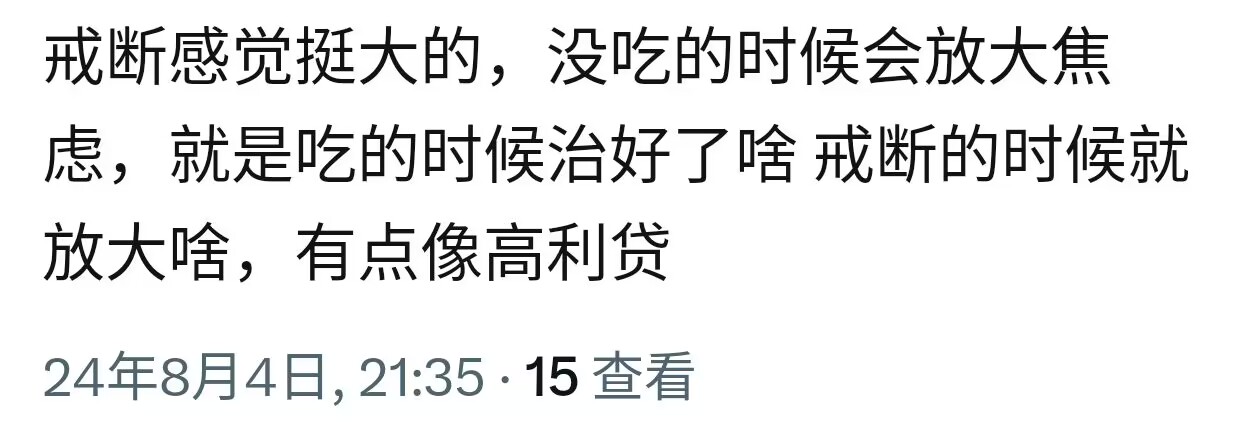 戒断感觉挺大的，没吃的时候会放大焦
虑，就是吃的时候治好了啥 戒断的时候就
放大啥，有点像高利贷
24年8月4日, 21:35 · 15 查看